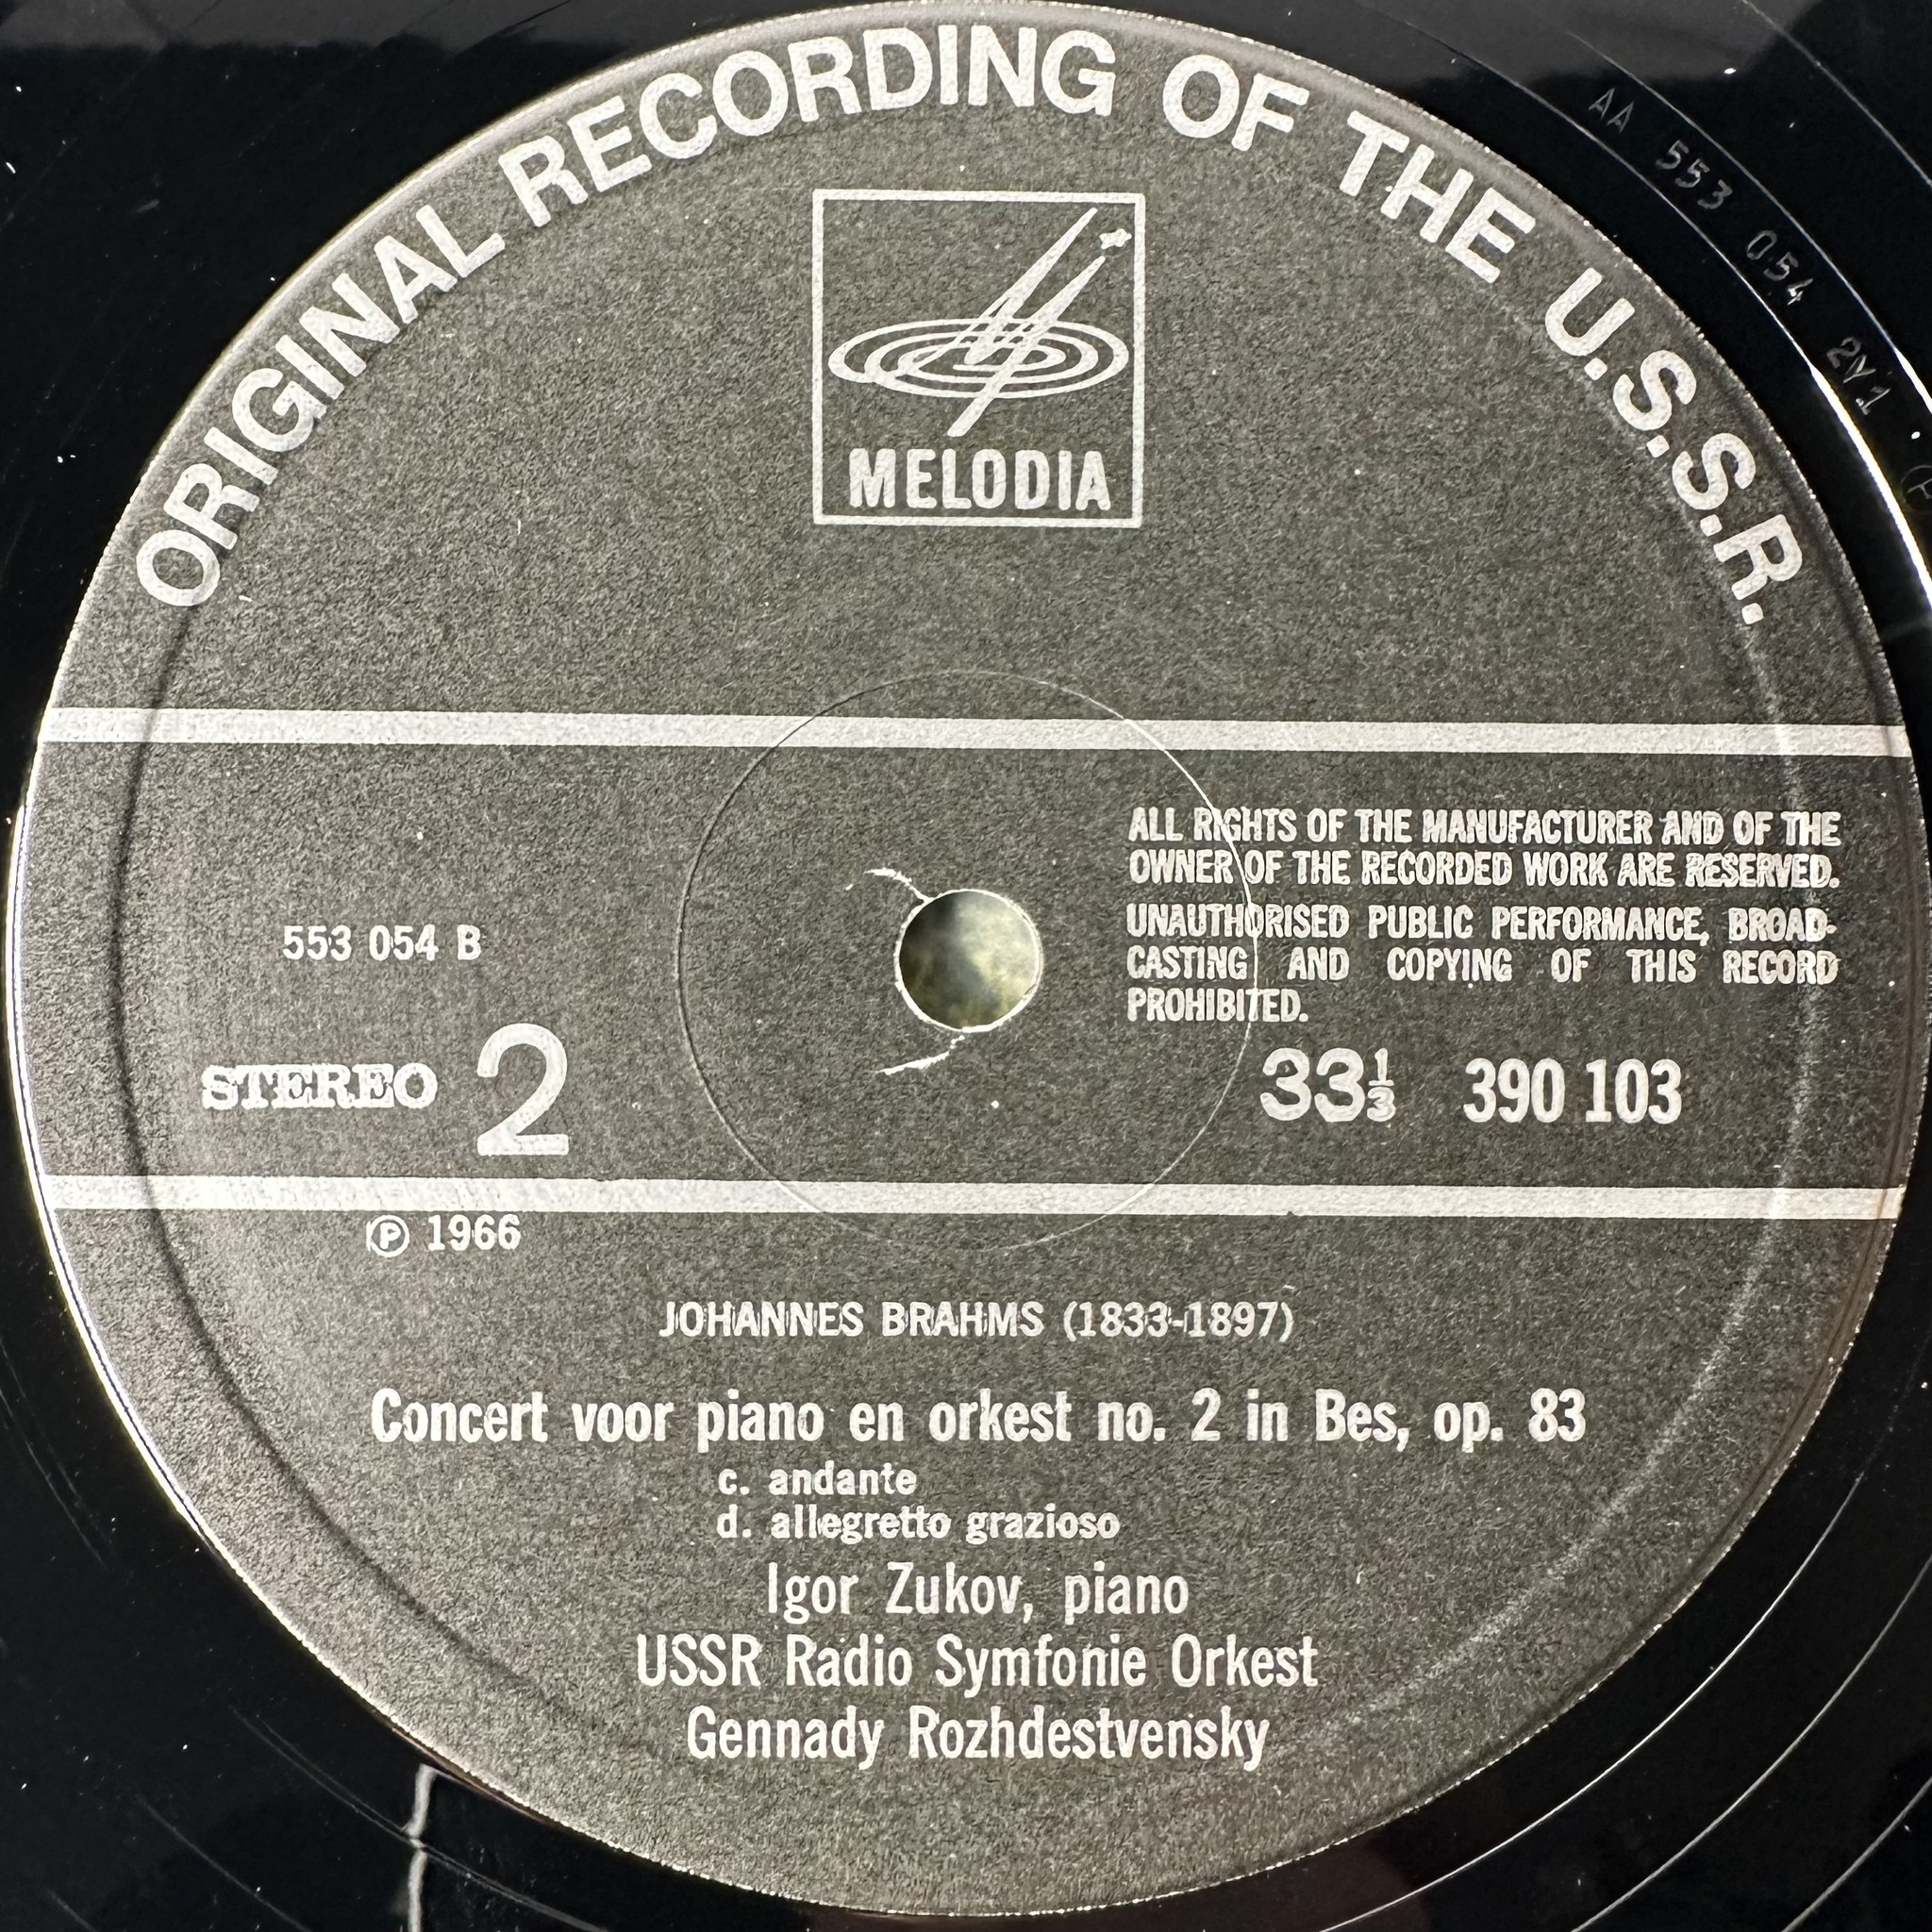 ORIGINAL RECORDING OF THE U.S.S.R.
MELODIA
AA 553 054 2Y1
ALL RIGHTS OF THE MANUFACTURER AND OF THE
OWNER OF THE RECORDED WORK ARE RESERVED.
UNAUTHORISED PUBLIC PERFORMANCE, BROAD-
CASTING AND COPYING OF THIS RECORD
PROHIBITED.
553 054 B
STEREO 2
33⅓ 390 103
℗ 1966
JOHANNES BRAHMS (1833-1897)
Concert voor piano en orkest no. 2 in Bes, op. 83
c. andante
d. allegretto grazioso
Igor Zukov, piano
USSR Radio Symfonie Orkest
Gennady Rozhdestvensky